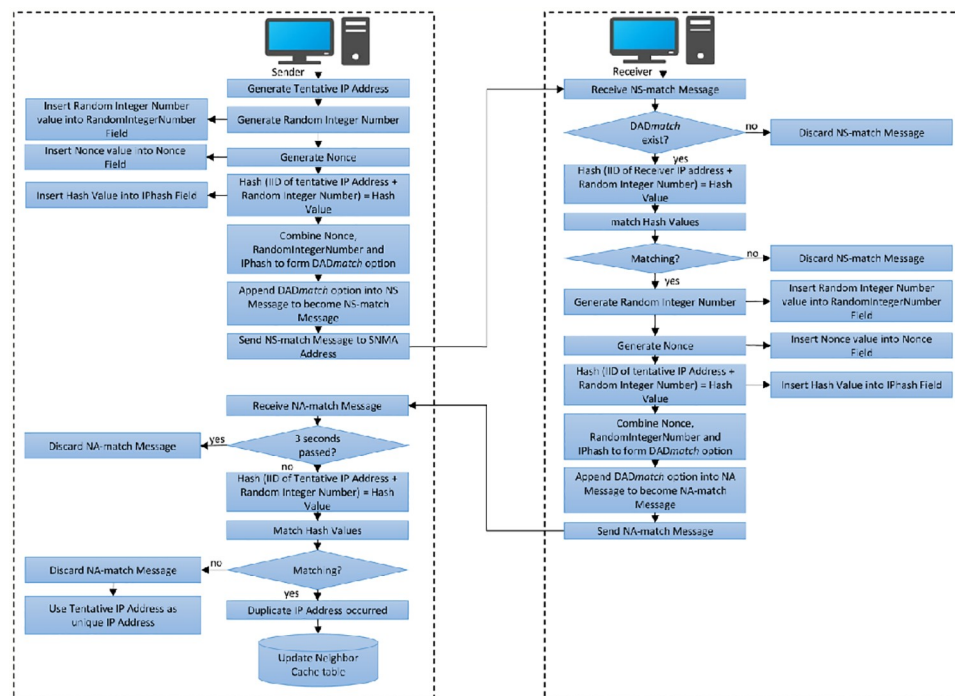 Sender
Generate Tentative IP Address
Insert Random Integer Number
value into RandomIntegerNumber
Field
Generate Random Integer Number
Insert Nonce value into Nonce
Field
Generate Nonce
Insert Hash Value into IPhash Field
Hash (IID of tentative IP Address +
Random Integer Number) = Hash
Value
Combine Nonce,
RandomIntegerNumber and
IPhash to form DADmatch option
Append DADmatch option into NS
Message to become NS-match
Message
Send NS-match Message to SNMA
Address
Receive NA-match Message
3 seconds
passed?
yes
Discard NA-match Message
no
Hash (IID of Tentative IP Address +
Random Integer Number) = Hash
Value
Match Hash Values
Matching?
no
Discard NA-match Message
Use Tentative IP Address as
unique IP Address
yes
Duplicate IP Address occurred
Update Neighbor
Cache table
Receiver
Receive NS-match Message
DADmatch
exist?
no
Discard NS-match Message
yes
Hash (IID of Receiver IP address +
Random Integer Number) = Hash
Value
match Hash Values
Matching?
no
Discard NS-match Message
yes
Generate Random Integer Number
Insert Random Integer Number
value into RandomIntegerNumber
Field
Generate Nonce
Insert Nonce value into Nonce
Field
Hash (IID of tentative IP Address +
Random Integer Number) = Hash
Value
Insert Hash Value into IPhash Field
Combine Nonce,
RandomIntegerNumber and
IPhash to form DADmatch option
Append DADmatch option into NA
Message to become NA-match
Message
Send NA-match Message